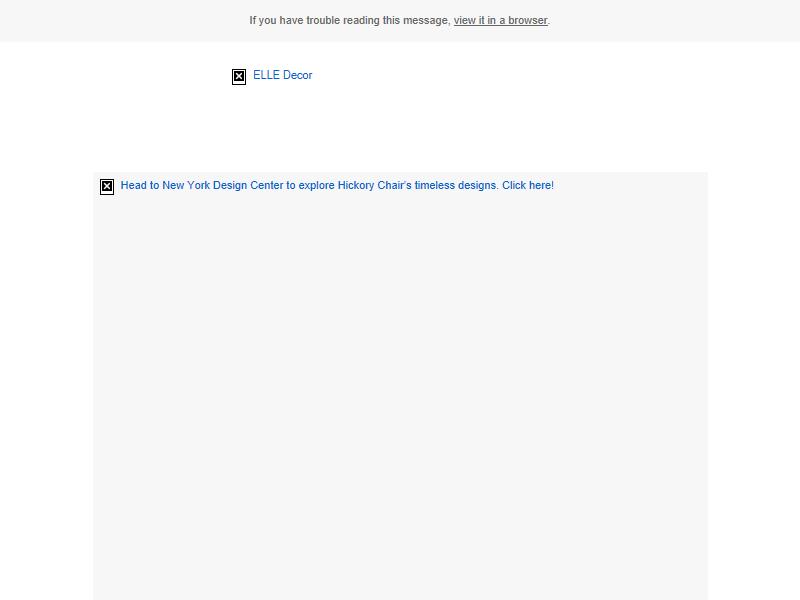 If you have trouble reading this message, view it in a browser.
ELLE Decor
Head to New York Design Center to explore Hickory Chair's timeless designs. Click here!